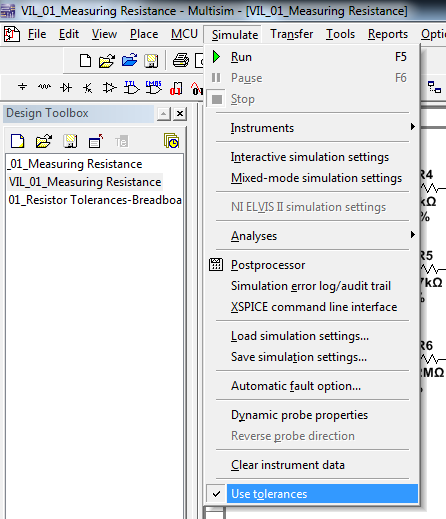 VIL_01_Measuring Resistance - Multisim - [VIL_01_Measuring Resistance]
File Edit View Place MCU Simulate Transfer Tools Reports
Design Toolbox
_01_Measuring Resistance
VIL_01_Measuring Resistance
01_Resistor Tolerances-Breadboa
Run F5
Pause F6
Stop
Instruments
Interactive simulation settings
Mixed-mode simulation settings
NI ELVIS II simulation settings
Analyses
Postprocessor
Simulation error log/audit trail
XSPICE command line interface
Load simulation settings...
Save simulation settings...
Automatic fault option...
Dynamic probe properties
Reverse probe direction
Clear instrument data
Use tolerances
R4
kΩ
%
R5
7kΩ
%
R6
MΩ